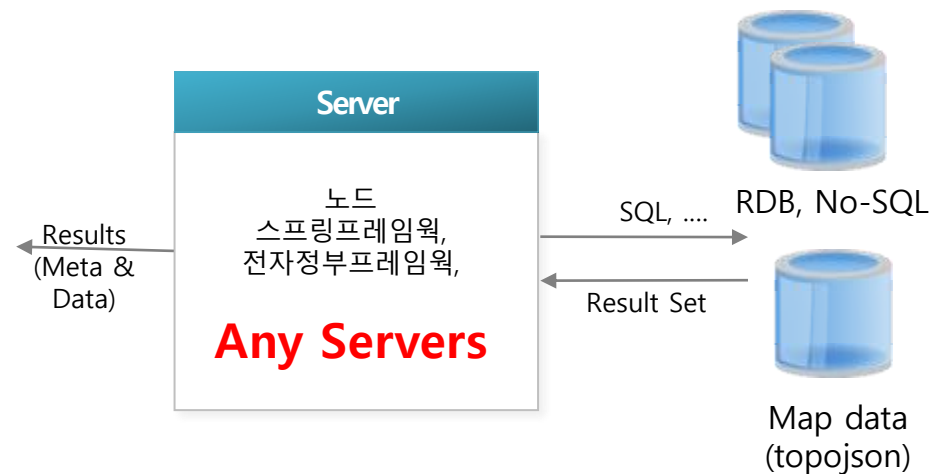 Server
노드
스프링프레임웍,
전자정부프레임웍,
Any Servers
Results
(Meta &
Data)
SQL, ....
Result Set
RDB, No-SQL
Map data
(topojson)